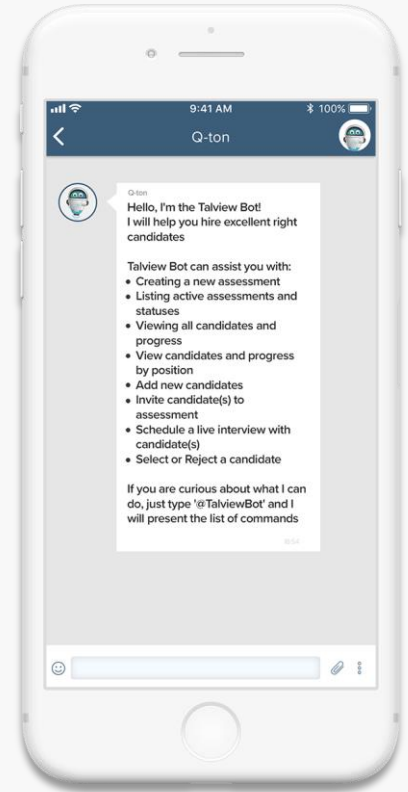 9:41 AM
100%
Q-ton
Q-ton
Hello, I'm the Talview Bot!
I will help you hire excellent right
candidates
Talview Bot can assist you with:
• Creating a new assessment
• Listing active assessments and
statuses
• Viewing all candidates and
progress
• View candidates and progress
by position
• Add new candidates
• Invite candidate(s) to
assessment
• Schedule a live interview with
candidate(s)
• Select or Reject a candidate
If you are curious about what I can
do, just type '@TalviewBot' and I
will present the list of commands